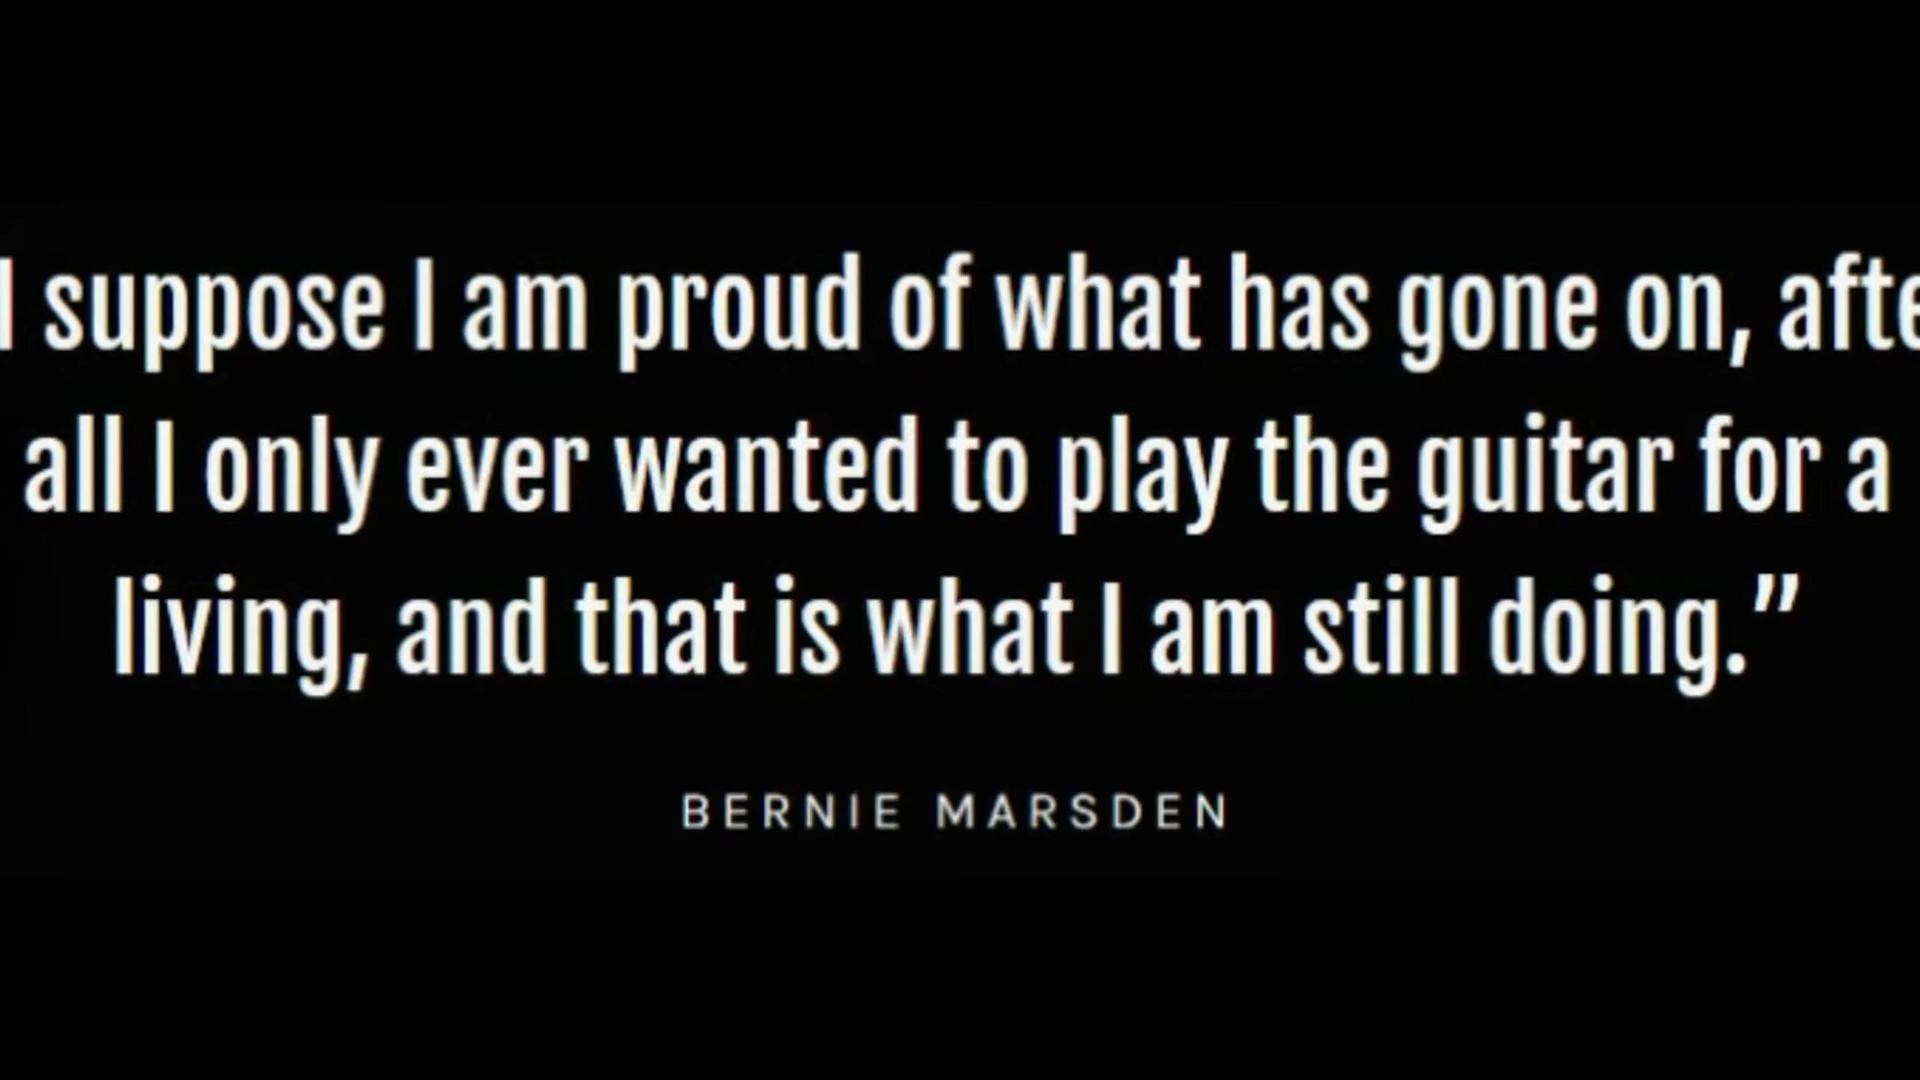 I suppose I am proud of what has gone on, afte
all I only ever wanted to play the guitar for a
living, and that is what I am still doing.”
BERNIE MARSDEN